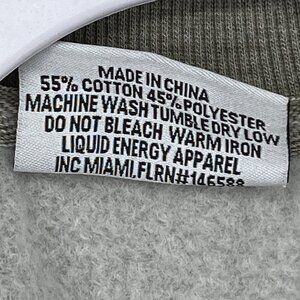 MADE IN CHINA
55% COTTON 45% POLYESTER
MACHINE WASH TUMBLE DRY LOW
DO NOT BLEACH WARM IRON
LIQUID ENERGY APPAREL
INC MIAMI.FLRN#146588